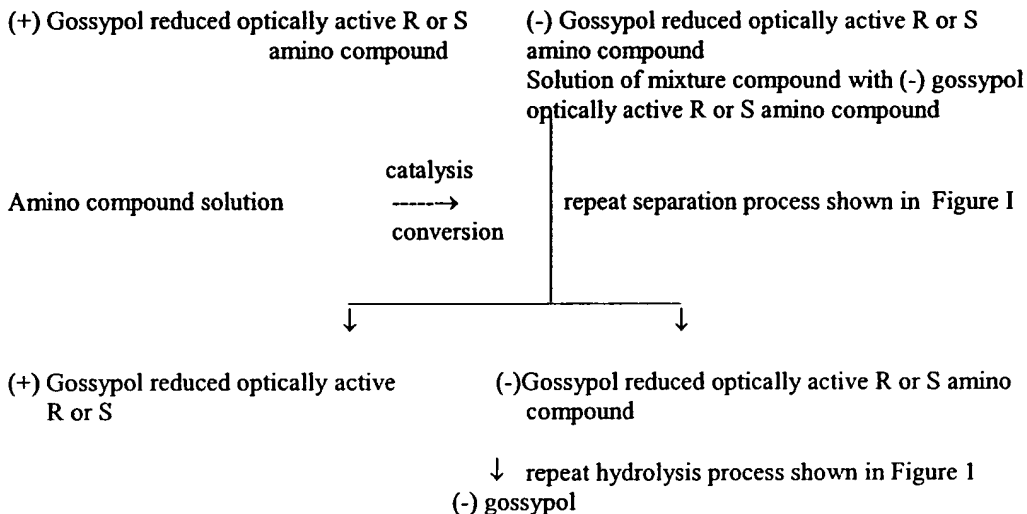 (+) Gossypol reduced optically active R or S
amino compound
(-) Gossypol reduced optically active R or S
amino compound
Solution of mixture compound with (-) gossypol
optically active R or S amino compound
Amino compound solution
catalysis
------→
conversion
repeat separation process shown in Figure I
↓ ↓
(+) Gossypol reduced optically active
R or S
(-)Gossypol reduced optically active R or S amino
compound
↓ repeat hydrolysis process shown in Figure 1
(-) gossypol